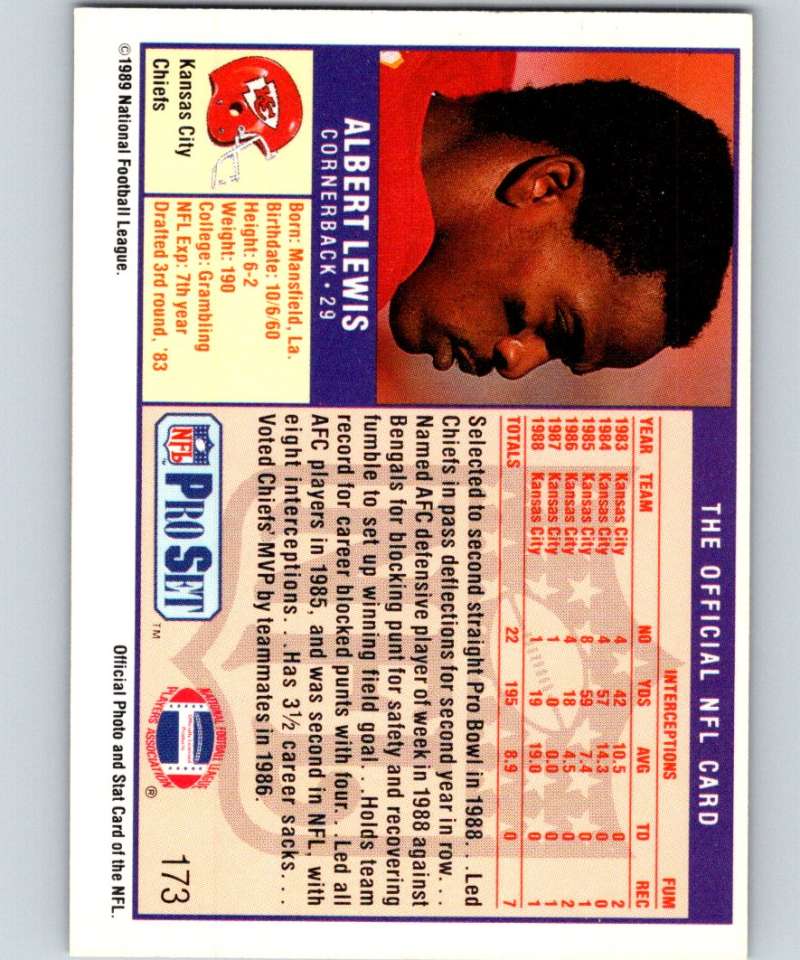 THE OFFICIAL NFL CARD
ALBERT LEWIS
CORNERBACK · 29
KC
Kansas City
Chiefs
Born: Mansfield, La.
Birthdate: 10/6/60
Height: 6-2
Weight: 190
College: Grambling
NFL Exp: 7th year
Drafted 3rd round, '83
INTERCEPTIONS FUM
YEAR TEAM NO YDS AVG TD REC
1983 Kansas City 4 42 10.5 0 2
1984 Kansas City 4 57 14.3 0 0
1985 Kansas City 8 59 7.4 0 1
1986 Kansas City 4 18 4.5 0 2
1987 Kansas City 1 0 0.0 0 1
1988 Kansas City 1 19 19.0 0 1
TOTALS 22 195 8.9 0 7
Selected to second straight Pro Bowl in 1988. . .Led
Chiefs in pass deflections for second year in row. . .
Named AFC defensive player of week in 1988 against
Bengals for blocking punt for safety and recovering
fumble to set up winning field goal. . .Holds team
record for career blocked punts with four. . .Led all
AFC players in 1985, and was second in NFL, with
eight interceptions. . .Has 3½ career sacks. . .
Voted Chiefs' MVP by teammates in 1986.
NFL PRO SET TM
NATIONAL FOOTBALL LEAGUE
Officially Licensed
Product
PLAYERS ASSOCIATION ®
173
©1989 National Football League.
Official Photo and Stat Card of the NFL.